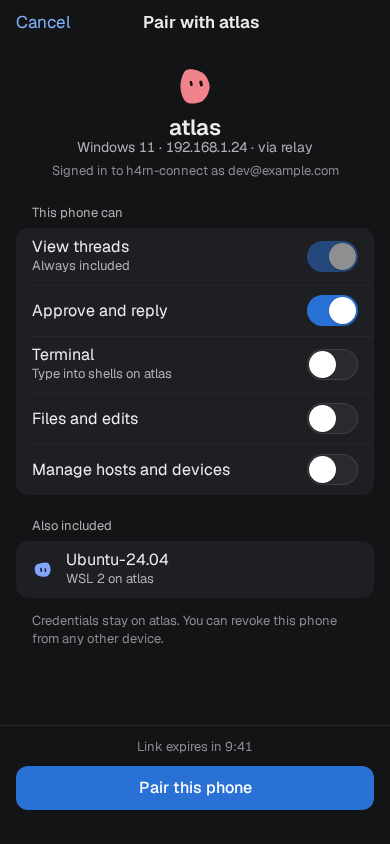 Cancel
Pair with atlas
atlas
Windows 11 · 192.168.1.24 · via relay
Signed in to h4rn-connect as dev@example.com
This phone can
View threads
Always included
Approve and reply
Terminal
Type into shells on atlas
Files and edits
Manage hosts and devices
Also included
Ubuntu-24.04
WSL 2 on atlas
Credentials stay on atlas. You can revoke this phone
from any other device.
Link expires in 9:41
Pair this phone